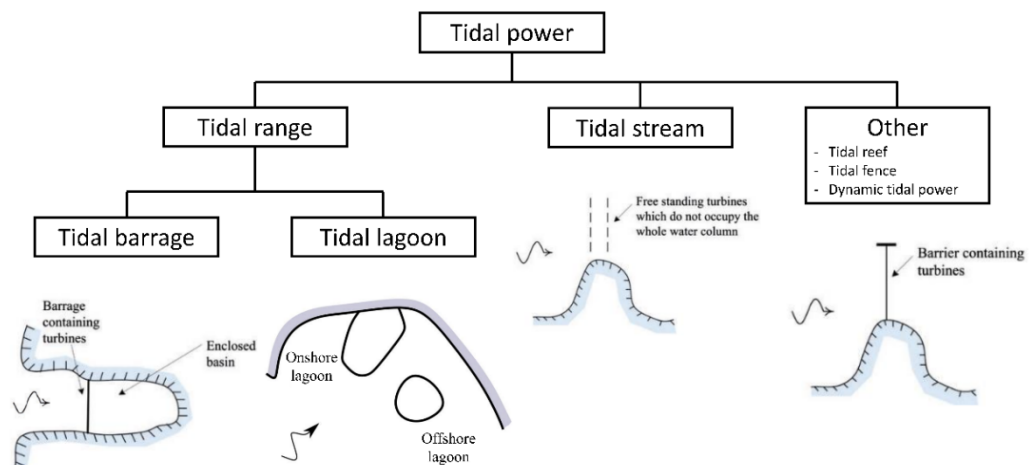 Tidal power
Tidal range
Tidal stream
Other
- Tidal reef
- Tidal fence
- Dynamic tidal power
Tidal barrage
Tidal lagoon
Free standing turbines
which do not occupy the
whole water column
Barrier containing
turbines
Barrage
containing
turbines
Enclosed
basin
Onshore
lagoon
Offshore
lagoon